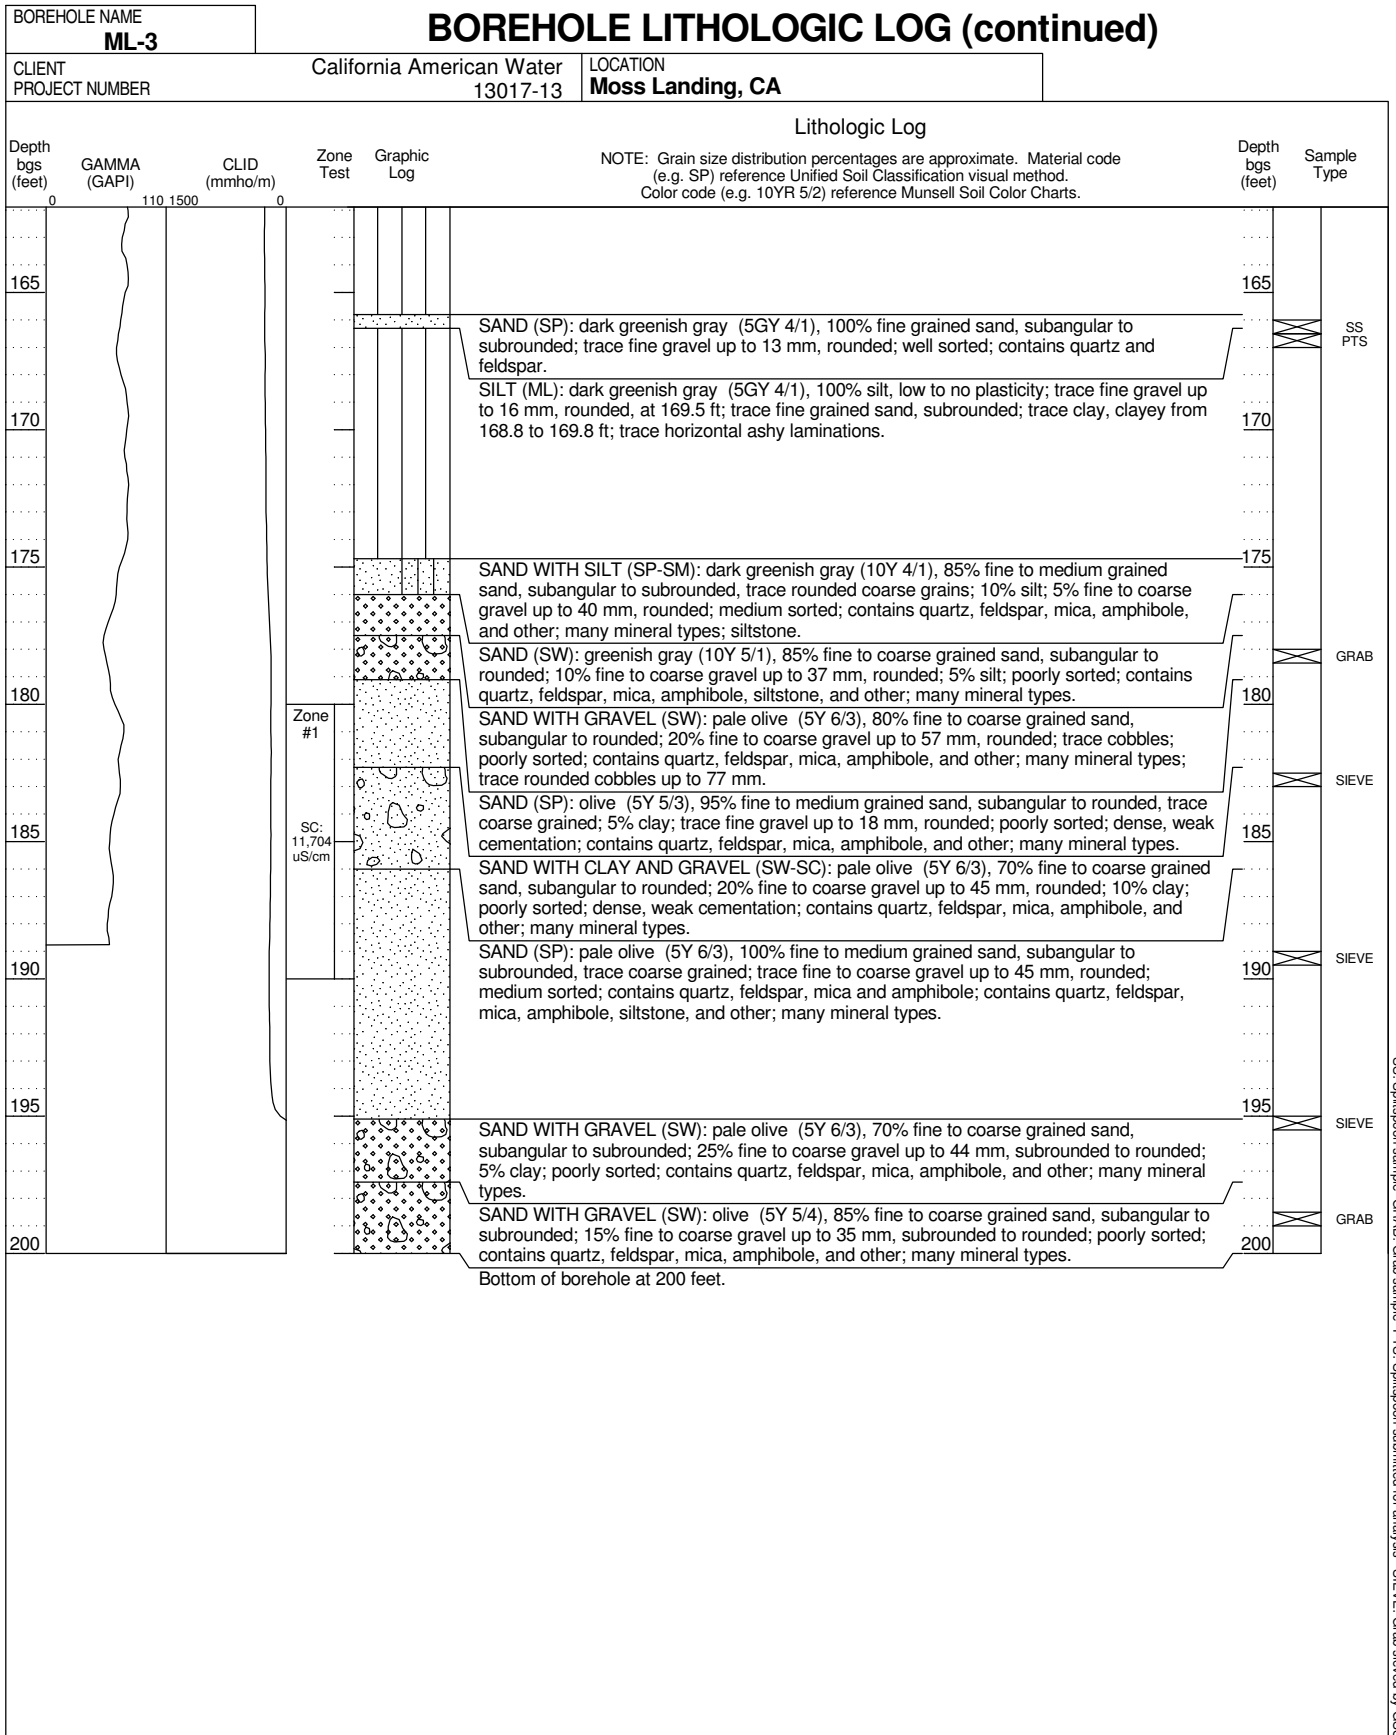 BOREHOLE NAME
ML-3
BOREHOLE LITHOLOGIC LOG (continued)
CLIENT
California American Water
PROJECT NUMBER
13017-13
LOCATION
Moss Landing, CA
Lithologic Log
NOTE: Grain size distribution percentages are approximate. Material code
(e.g. SP) reference Unified Soil Classification visual method.
Color code (e.g. 10YR 5/2) reference Munsell Soil Color Charts.
Depth
bgs
(feet)
GAMMA
(GAPI)
CLID
(mmho/m)
Zone
Test
Graphic
Log
Depth
bgs
(feet)
Sample
Type
0
110
1500
0
165
170
175
180
185
190
195
200
Zone
#1
SC:
11,704
uS/cm
SAND (SP): dark greenish gray (5GY 4/1), 100% fine grained sand, subangular to
subrounded; trace fine gravel up to 13 mm, rounded; well sorted; contains quartz and
feldspar.
SILT (ML): dark greenish gray (5GY 4/1), 100% silt, low to no plasticity; trace fine gravel up
to 16 mm, rounded, at 169.5 ft; trace fine grained sand, subrounded; trace clay, clayey from
168.8 to 169.8 ft; trace horizontal ashy laminations.
SAND WITH SILT (SP-SM): dark greenish gray (10Y 4/1), 85% fine to medium grained
sand, subangular to subrounded, trace rounded coarse grains; 10% silt; 5% fine to coarse
gravel up to 40 mm, rounded; medium sorted; contains quartz, feldspar, mica, amphibole,
and other; many mineral types; siltstone.
SAND (SW): greenish gray (10Y 5/1), 85% fine to coarse grained sand, subangular to
rounded; 10% fine to coarse gravel up to 37 mm, rounded; 5% silt; poorly sorted; contains
quartz, feldspar, mica, amphibole, siltstone, and other; many mineral types.
SAND WITH GRAVEL (SW): pale olive (5Y 6/3), 80% fine to coarse grained sand,
subangular to rounded; 20% fine to coarse gravel up to 57 mm, rounded; trace cobbles;
poorly sorted; contains quartz, feldspar, mica, amphibole, and other; many mineral types;
trace rounded cobbles up to 77 mm.
SAND (SP): olive (5Y 5/3), 95% fine to medium grained sand, subangular to rounded, trace
coarse grained; 5% clay; trace fine gravel up to 18 mm, rounded; poorly sorted; dense, weak
cementation; contains quartz, feldspar, mica, amphibole, and other; many mineral types.
SAND WITH CLAY AND GRAVEL (SW-SC): pale olive (5Y 6/3), 70% fine to coarse grained
sand, subangular to rounded; 20% fine to coarse gravel up to 45 mm, rounded; 10% clay;
poorly sorted; dense, weak cementation; contains quartz, feldspar, mica, amphibole, and
other; many mineral types.
SAND (SP): pale olive (5Y 6/3), 100% fine to medium grained sand, subangular to
subrounded, trace coarse grained; trace fine to coarse gravel up to 45 mm, rounded;
medium sorted; contains quartz, feldspar, mica and amphibole; contains quartz, feldspar,
mica, amphibole, siltstone, and other; many mineral types.
SAND WITH GRAVEL (SW): pale olive (5Y 6/3), 70% fine to coarse grained sand,
subangular to subrounded; 25% fine to coarse gravel up to 44 mm, subrounded to rounded;
5% clay; poorly sorted; contains quartz, feldspar, mica, amphibole, and other; many mineral
types.
SAND WITH GRAVEL (SW): olive (5Y 5/4), 85% fine to coarse grained sand, subangular to
subrounded; 15% fine to coarse gravel up to 35 mm, subrounded to rounded; poorly sorted;
contains quartz, feldspar, mica, amphibole, and other; many mineral types.
Bottom of borehole at 200 feet.
165
170
175
180
185
190
195
200
SS
PTS
GRAB
SIEVE
SIEVE
SIEVE
GRAB